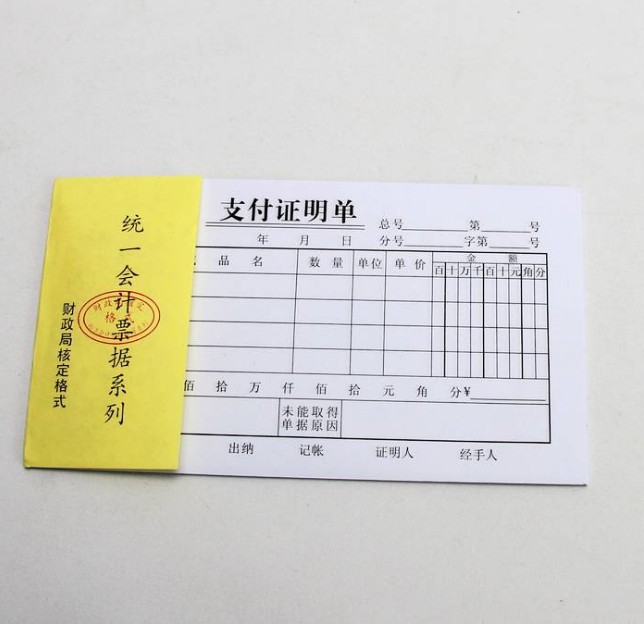 统一会计票据系列
财政局核定格式
格式
支付证明单
总号 第 号
年 月 日 分号 字第 号
品名 数量 单位 单价 金额
百十万千百十元角分
佰拾万仟佰拾元角分¥
未能取得
单据原因
出纳 记帐 证明人 经手人